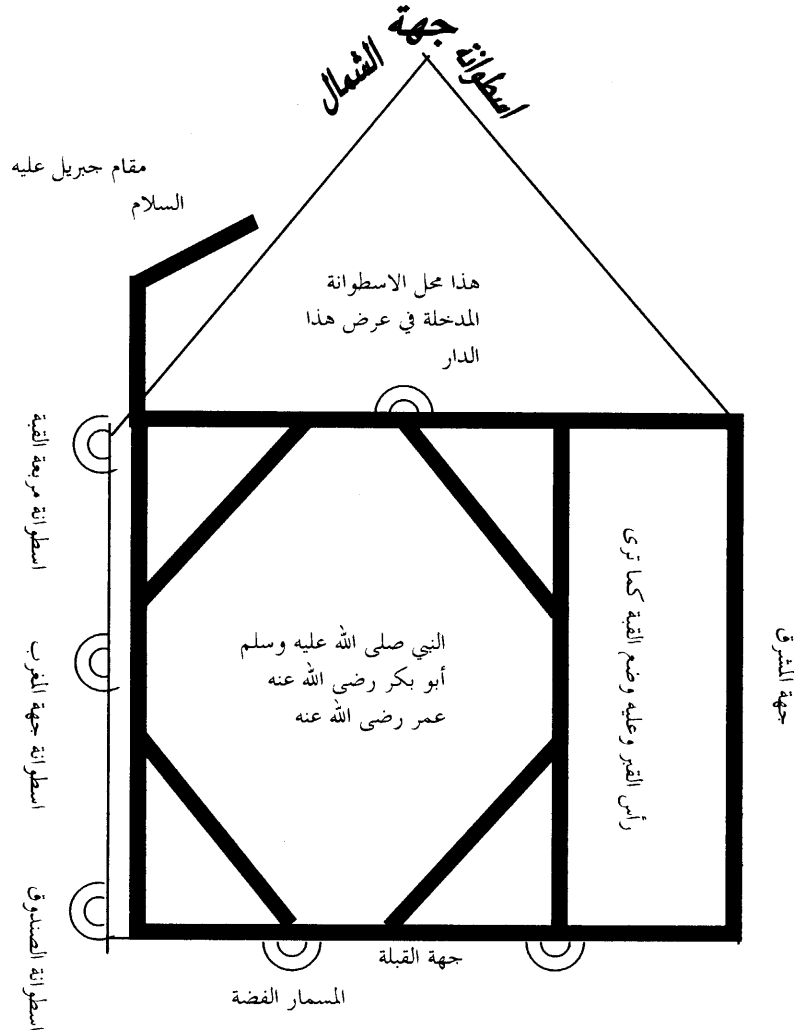 اسطوانة جهة الشمال
مقام جبريل عليه
السلام
هذا محل الاسطوانة
المدخلة في عرض هذا
الدار
اسطوانة مربعة القبة
اسطوانة جهة المغرب
اسطوانة الصندوق
النبي صلى الله عليه وسلم
أبو بكر رضى الله عنه
عمر رضى الله عنه
رأس القبر وعليه وضع القبة كما ترى
جهة المشرق
جهة القبلة
المسمار الفضة